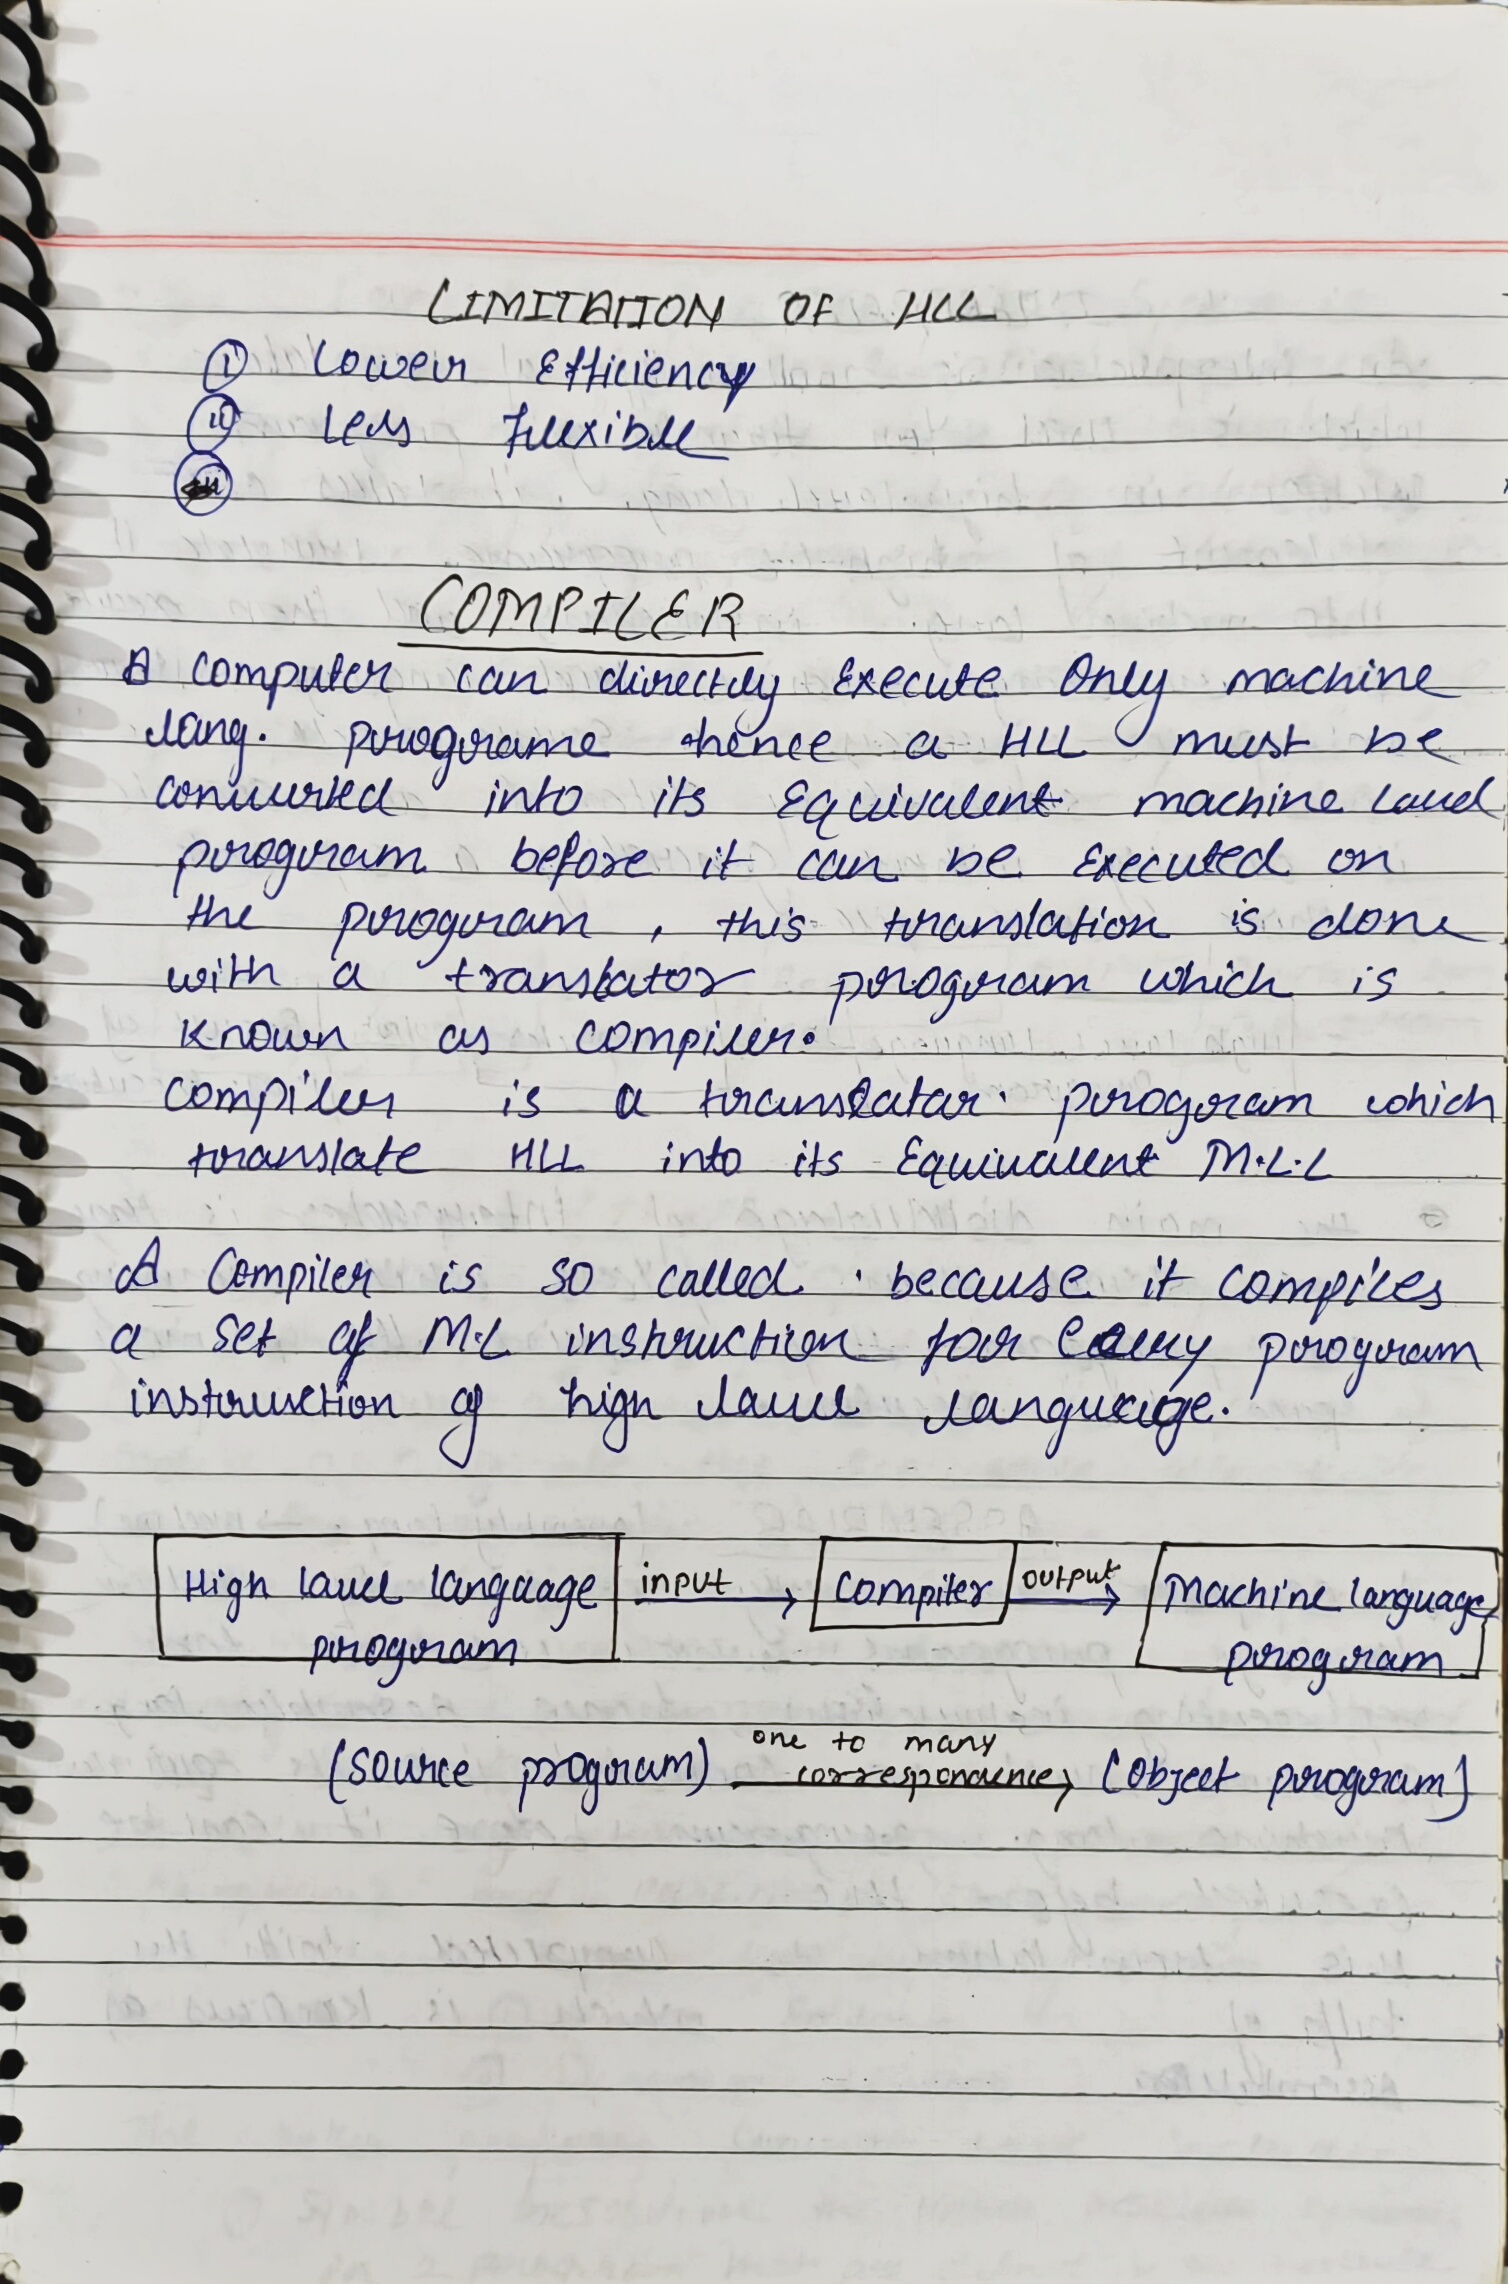 LIMITATION OF HLL
(i) Lower Efficiency
(ii) Less Flexible
COMPILER
A computer can directly Execute Only machine
lang. programe hence a HLL must be
converted into its Equivalent machine land
program before it can be Executed on
the program, this translation is done
with a translator program which is
known as compiler.
Compiler is a translatar program which
translate HLL into its Equivalent M.L.L
A Compiler is so called because it compiles
a set of M.L instruction for every program
instruction of high lavel language.
High lavel language input Compiler output Machine language
program program
one to many
(Source program) correspondence (Object program)